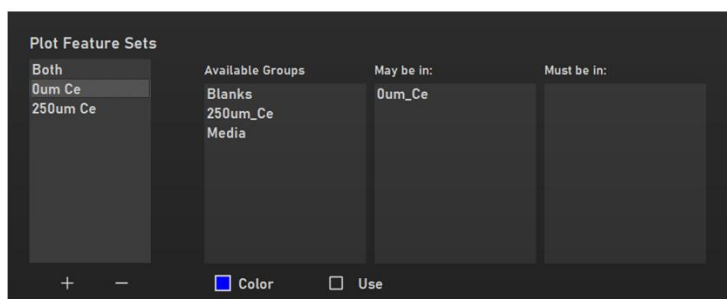 Plot Feature Sets
Both
0um Ce
250um Ce
Available Groups
Blanks
250um_Ce
Media
May be in:
0um_Ce
Must be in:
+ −
Color
Use